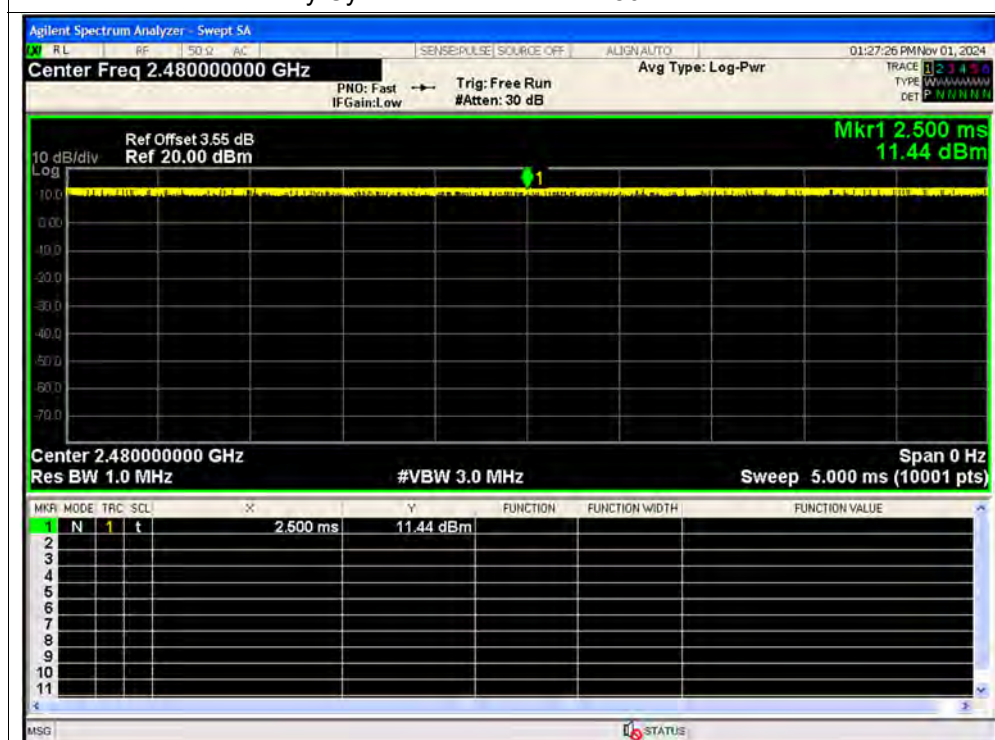 Agilent Spectrum Analyzer - Swept SA
RL RF 50 Ω AC SENSE:PULSE SOURCE OFF ALIGN AUTO 01:27:26 PM Nov 01, 2024
Center Freq 2.480000000 GHz
PNO: Fast
IFGain:Low
Trig: Free Run
#Atten: 30 dB
Avg Type: Log-Pwr
TRACE 1 2 3 4 5 6
TYPE WWWWWW
DET P N N N N N
Ref Offset 3.55 dB
10 dB/div Ref 20.00 dBm
Log
Mkr1 2.500 ms
11.44 dBm
1
10.0
0.00
-10.0
-20.0
-30.0
-40.0
-50.0
-60.0
-70.0
Center 2.480000000 GHz Span 0 Hz
Res BW 1.0 MHz #VBW 3.0 MHz Sweep 5.000 ms (10001 pts)
MKR MODE TRC SCL X Y FUNCTION FUNCTION WIDTH FUNCTION VALUE
1 N 1 t 2.500 ms 11.44 dBm
2
3
4
5
6
7
8
9
10
11
MSG STATUS